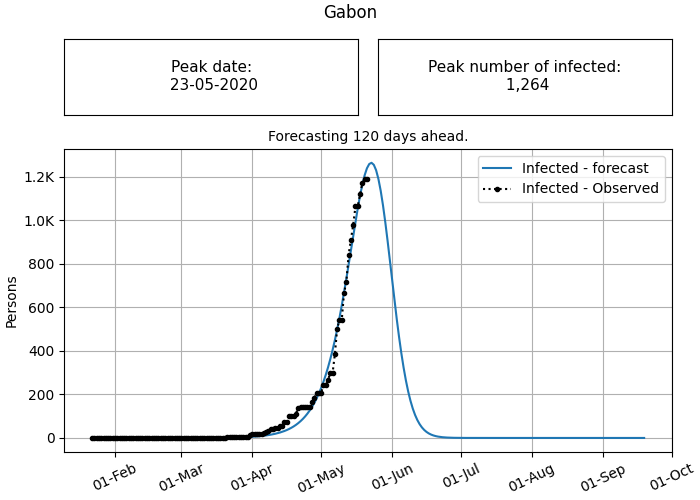 Gabon
Peak date:
23-05-2020
Peak number of infected:
1,264
Forecasting 120 days ahead.
Infected - forecast
Infected - Observed
Persons
1.2K
1.0K
800
600
400
200
0
01-Feb
01-Mar
01-Apr
01-May
01-Jun
01-Jul
01-Aug
01-Sep
01-Oct